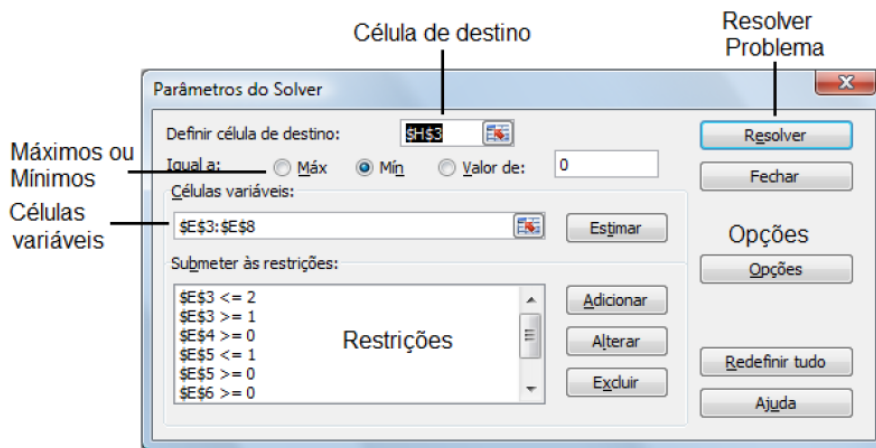 Célula de destino
Resolver
Problema
Parâmetros do Solver
Definir célula de destino:
$H$3
Resolver
Máximos ou
Mínimos
Igual a:
Máx
Mín
Valor de:
0
Fechar
Células variáveis:
Células
variáveis
$E$3:$E$8
Estimar
Opções
Submeter às restrições:
Opções
$E$3 <= 2
$E$3 >= 1
$E$4 >= 0
$E$5 <= 1
$E$5 >= 0
$E$6 >= 0
Restrições
Adicionar
Alterar
Excluir
Redefinir tudo
Ajuda